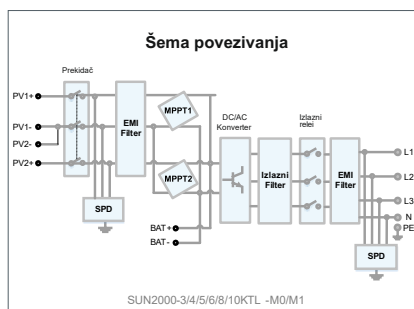 Šema povezivanja
Prekidač
PV1+
PV1-
PV2-
PV2+
EMI
Filter
MPPT1
MPPT2
SPD
BAT+
BAT-
DC/AC
Konverter
Izlazni
Filter
Izlazni
relei
EMI
Filter
L1
L2
L3
N
PE
SPD
SUN2000-3/4/5/6/8/10KTL -M0/M1